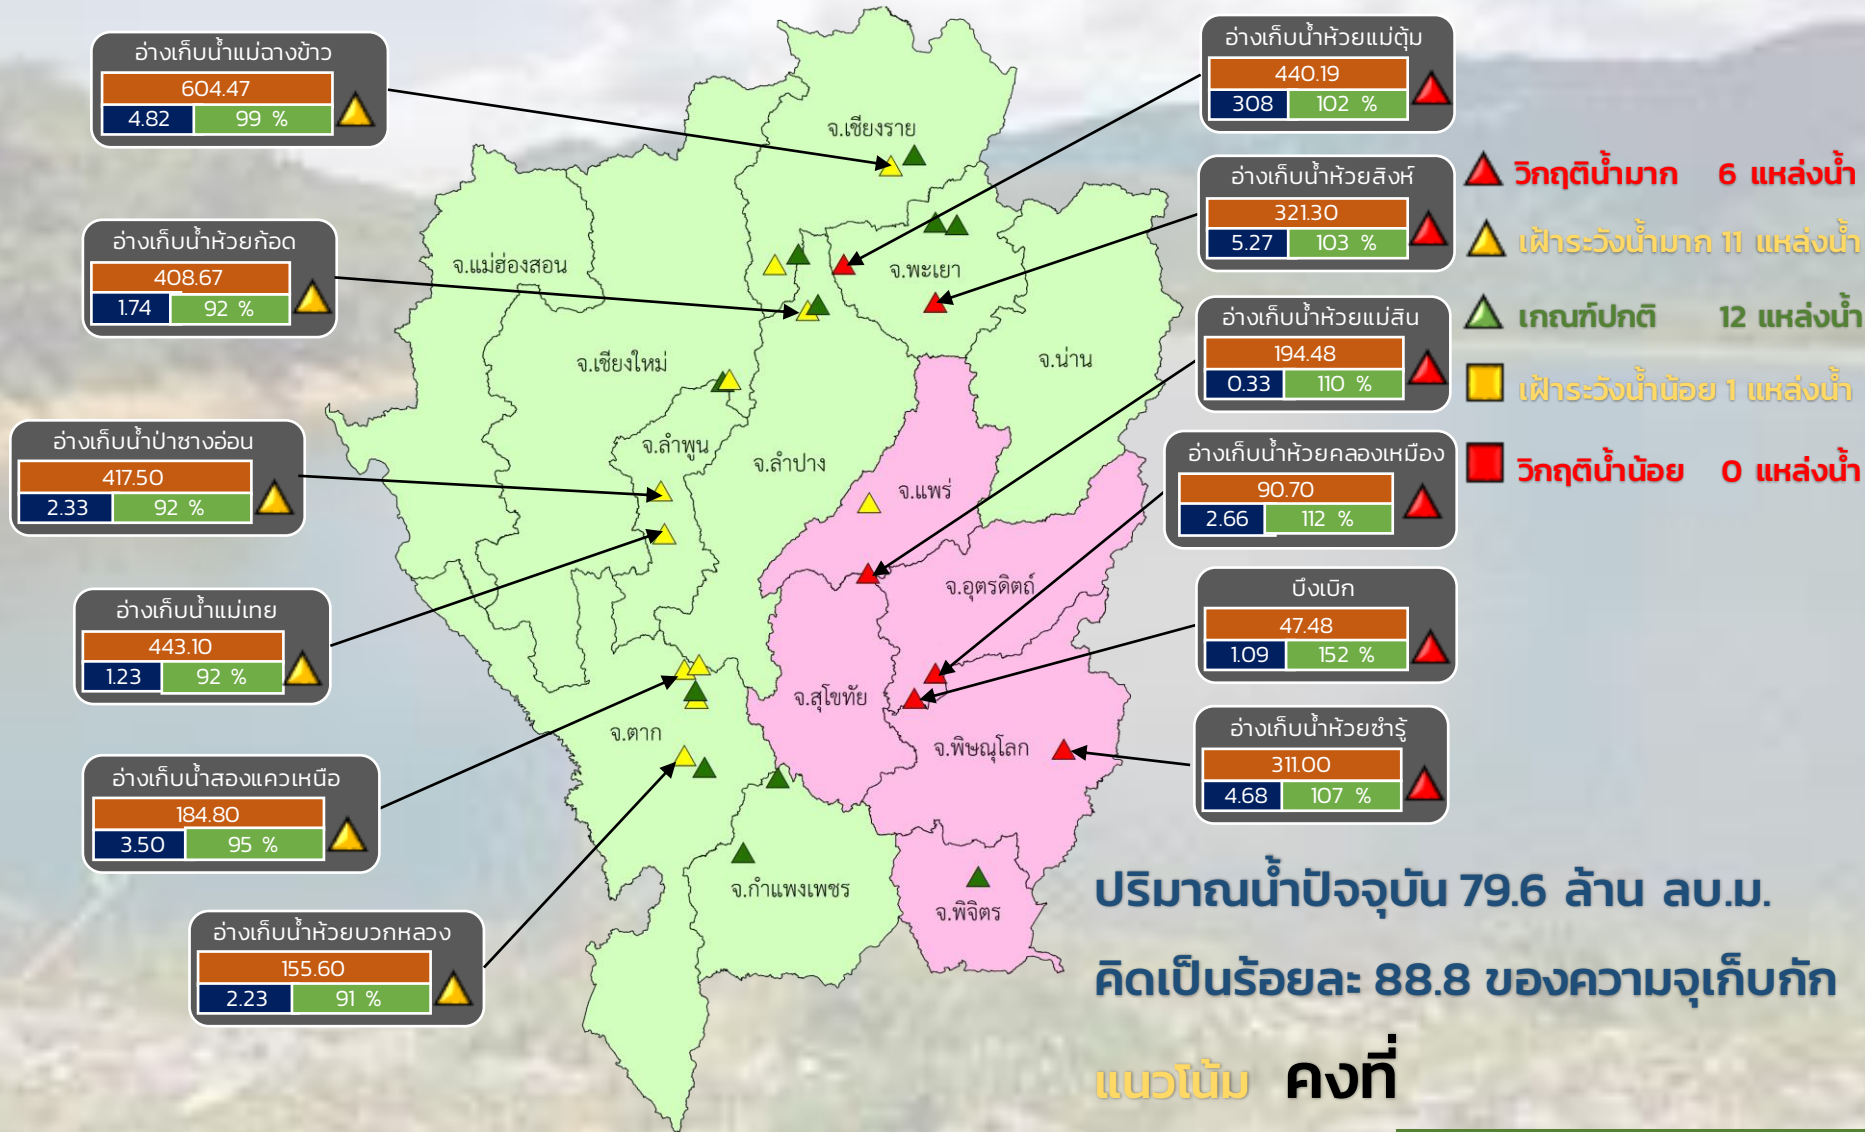 อ่างเก็บน้ำแม่ฉางข้าว
604.47
4.82 99 %
อ่างเก็บน้ำห้วยก้อด
408.67
1.74 92 %
อ่างเก็บน้ำป่าซางอ่อน
417.50
2.33 92 %
อ่างเก็บน้ำแม่เทย
443.10
1.23 92 %
อ่างเก็บน้ำสองแควเหนือ
184.80
3.50 95 %
อ่างเก็บน้ำห้วยบวกหลวง
155.60
2.23 91 %
จ.เชียงราย
จ.แม่ฮ่องสอน
จ.พะเยา
จ.เชียงใหม่
จ.น่าน
จ.ลำพูน
จ.ลำปาง
จ.แพร่
จ.อุตรดิตถ์
จ.สุโขทัย
จ.ตาก
จ.พิษณุโลก
จ.กำแพงเพชร
จ.พิจิตร
อ่างเก็บน้ำห้วยแม่ตุ้ม
440.19
308 102 %
อ่างเก็บน้ำห้วยสิงห์
321.30
5.27 103 %
อ่างเก็บน้ำห้วยแม่สิน
194.48
0.33 110 %
อ่างเก็บน้ำห้วยคลองเหมือง
90.70
2.66 112 %
บึงเบิก
47.48
1.09 152 %
อ่างเก็บน้ำห้วยซำรู้
311.00
4.68 107 %
วิกฤติน้ำมาก 6 แหล่งน้ำ
เฝ้าระวังน้ำมาก 11 แหล่งน้ำ
เกณฑ์ปกติ 12 แหล่งน้ำ
เฝ้าระวังน้ำน้อย 1 แหล่งน้ำ
วิกฤติน้ำน้อย 0 แหล่งน้ำ
ปริมาณน้ำปัจจุบัน 79.6 ล้าน ลบ.ม.
คิดเป็นร้อยละ 88.8 ของความจุเก็บกัก
แนวโน้ม คงที่